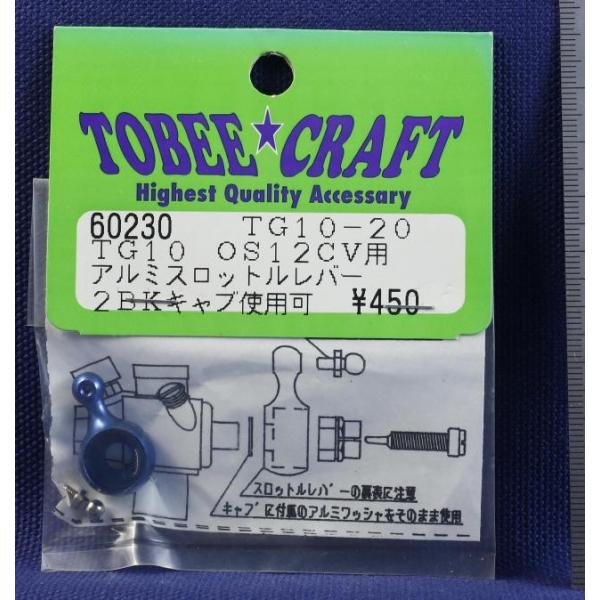 TOBEE★CRAFT
Highest Quality Accessary
60230 TG10-20
TG10 OS12CV用
アルミスロットルレバー
2BKキャブ使用可 ¥450
スロットルレバーの裏表に注意
キャブに付属のアルミワッシャをそのまま使用